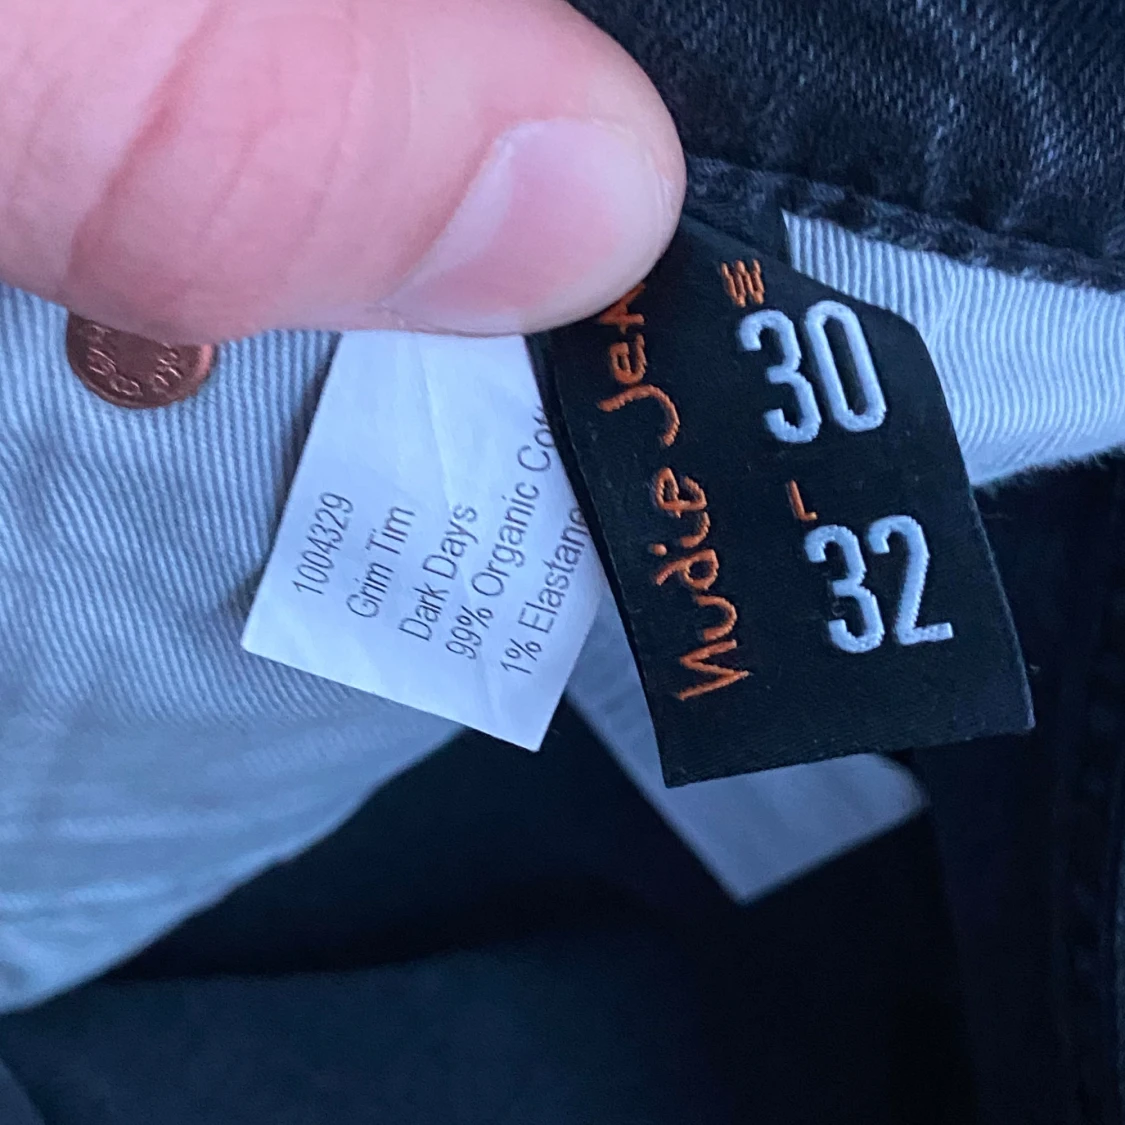 1004329
Grim Tim
Dark Days
99% Organic
1% Elastane
Nudie
W
30
L
32